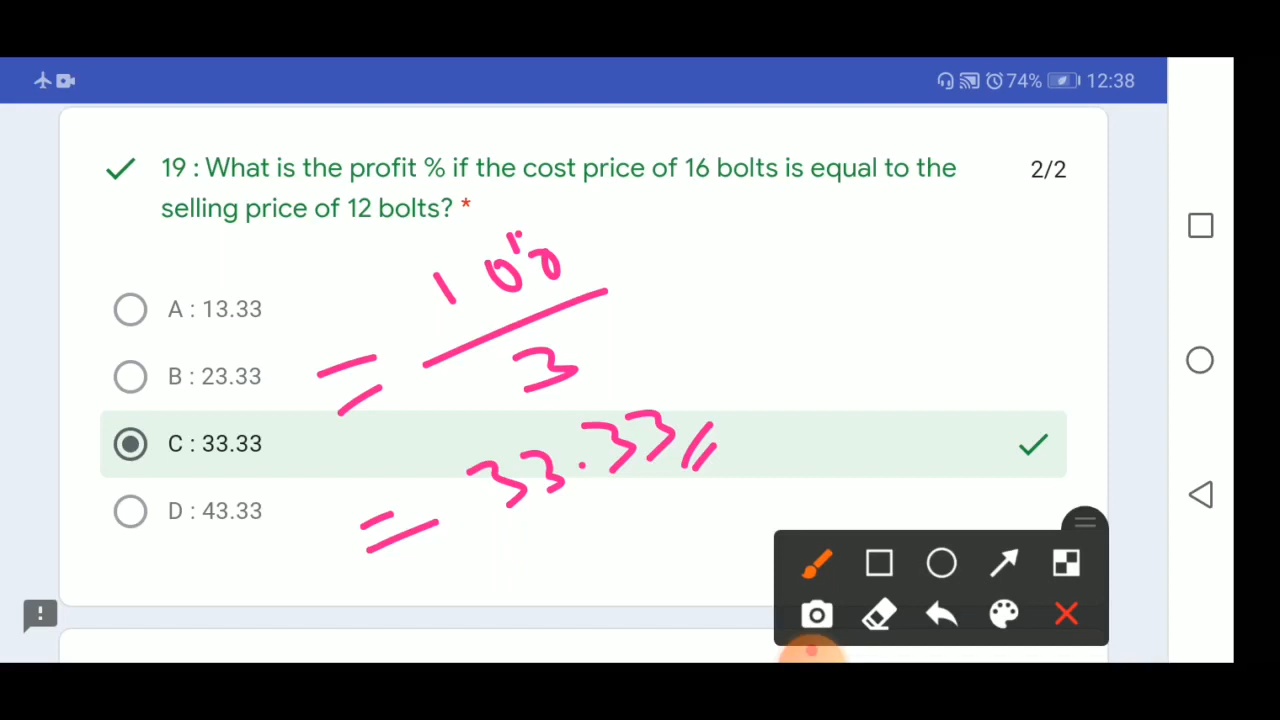 74% 12:38
19 : What is the profit % if the cost price of 16 bolts is equal to the 2/2
selling price of 12 bolts? *
A : 13.33
B : 23.33
C : 33.33
D : 43.33
= 100
3
= 33.33